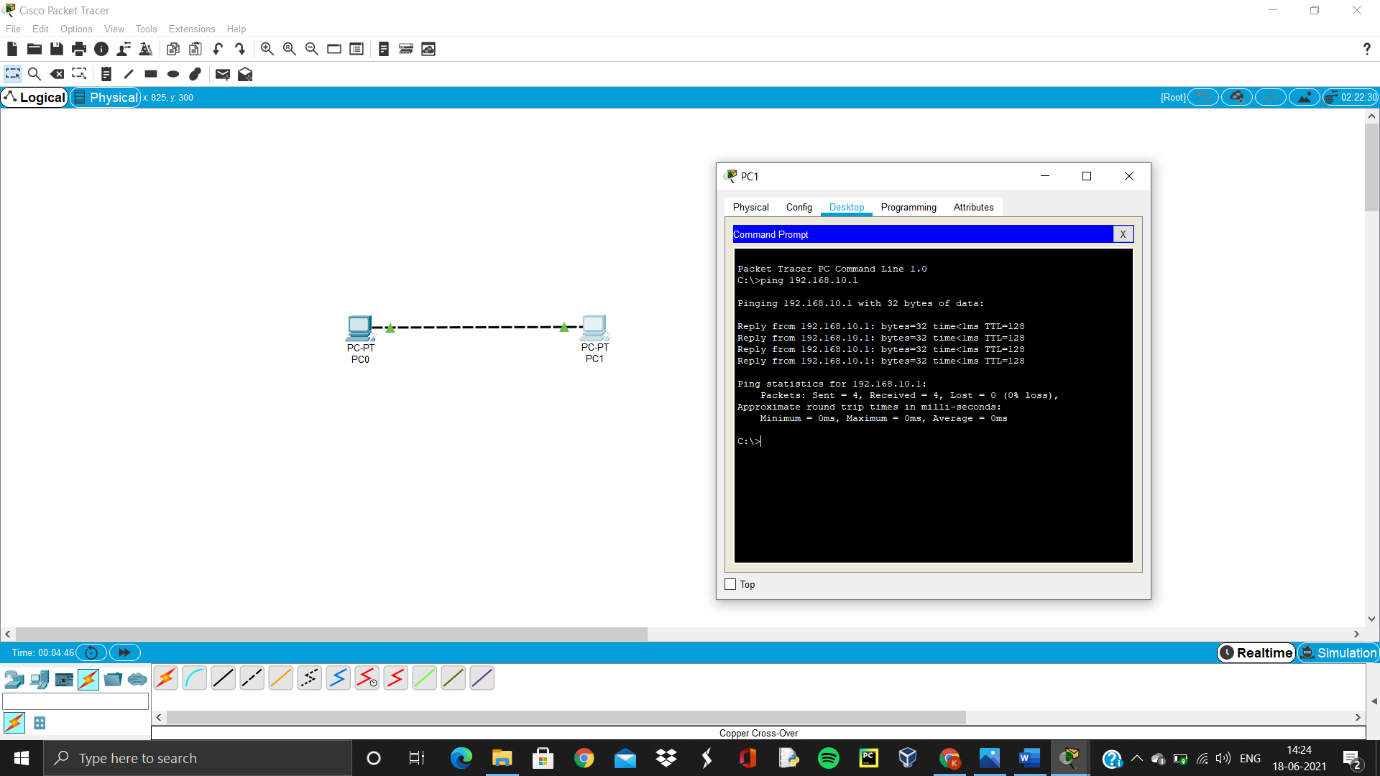 Cisco Packet Tracer
File Edit Options View Tools Extensions Help
?
Logical Physical x: 825, y: 300 [Root] 02:22:30
PC1
Physical Config Desktop Programming Attributes
Command Prompt X
Packet Tracer PC Command Line 1.0
C:\>ping 192.168.10.1
Pinging 192.168.10.1 with 32 bytes of data:
Reply from 192.168.10.1: bytes=32 time<1ms TTL=128
Reply from 192.168.10.1: bytes=32 time<1ms TTL=128
Reply from 192.168.10.1: bytes=32 time<1ms TTL=128
Reply from 192.168.10.1: bytes=32 time<1ms TTL=128
Ping statistics for 192.168.10.1:
Packets: Sent = 4, Received = 4, Lost = 0 (0% loss),
Approximate round trip times in milli-seconds:
Minimum = 0ms, Maximum = 0ms, Average = 0ms
C:\>
Top
PC-PT
PC0
PC-PT
PC1
Time: 00:04:46 Realtime Simulation
Copper Cross-Over
Type here to search
ENG
14:24
18-06-2021
2